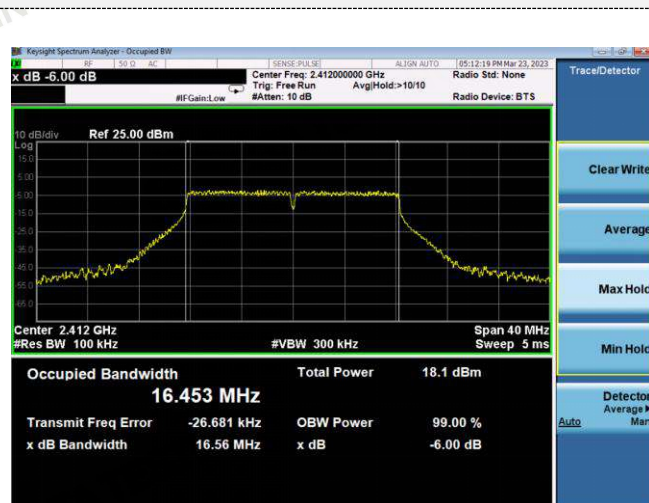 Keysight Spectrum Analyzer - Occupied BW
RF 50 Ω AC SENSE:PULSE ALIGN AUTO 05:12:19 PM Mar 23, 2023
x dB -6.00 dB
Center Freq: 2.412000000 GHz
Radio Std: None
Trig: Free Run Avg|Hold:>10/10
#IFGain:Low #Atten: 10 dB Radio Device: BTS
Trace/Detector
10 dB/div Ref 25.00 dBm
Log
15.0
5.00
-5.00
-15.0
-25.0
-35.0
-45.0
-55.0
-65.0
Center 2.412 GHz Span 40 MHz
#Res BW 100 kHz #VBW 300 kHz Sweep 5 ms
Occupied Bandwidth Total Power 18.1 dBm
16.453 MHz
Transmit Freq Error -26.681 kHz OBW Power 99.00 %
x dB Bandwidth 16.56 MHz x dB -6.00 dB
Clear Write
Average
Max Hold
Min Hold
Detector
Average
Auto Man